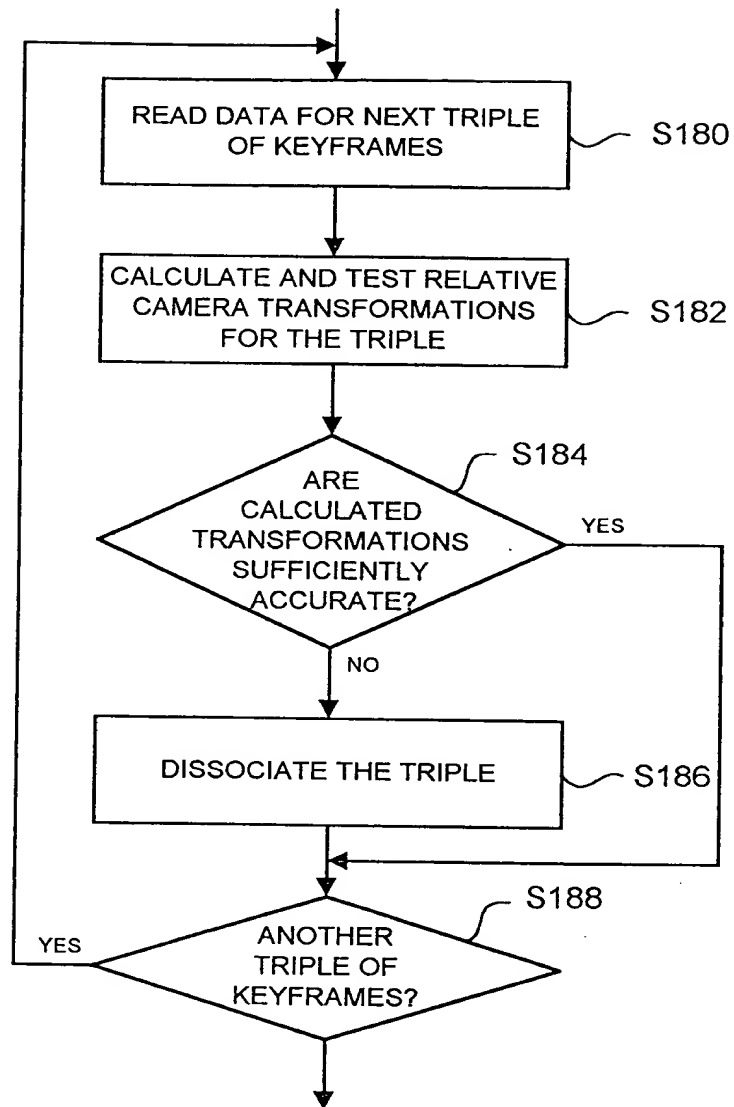 READ DATA FOR NEXT TRIPLE
OF KEYFRAMES
S180
CALCULATE AND TEST RELATIVE
CAMERA TRANSFORMATIONS
FOR THE TRIPLE
S182
S184
ARE
CALCULATED
TRANSFORMATIONS
SUFFICIENTLY
ACCURATE?
YES
NO
DISSOCIATE THE TRIPLE
S186
S188
YES
ANOTHER
TRIPLE OF
KEYFRAMES?